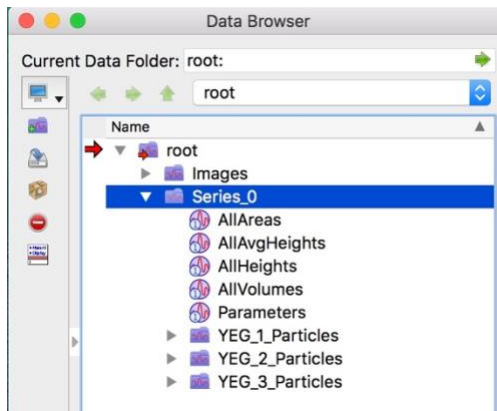 Data Browser
Current Data Folder: root:
root
Name
root
Images
Series_0
AllAreas
AllAvgHeights
AllHeights
AllVolumes
Parameters
YEG_1_Particles
YEG_2_Particles
YEG_3_Particles